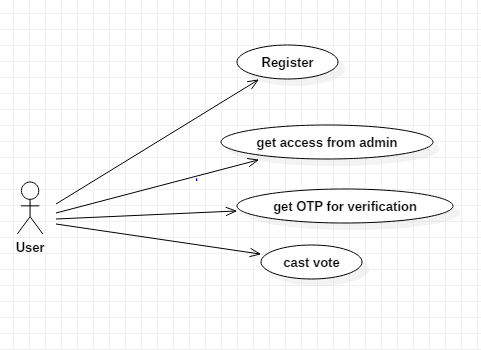 Register
get access from admin
get OTP for verification
User
cast vote